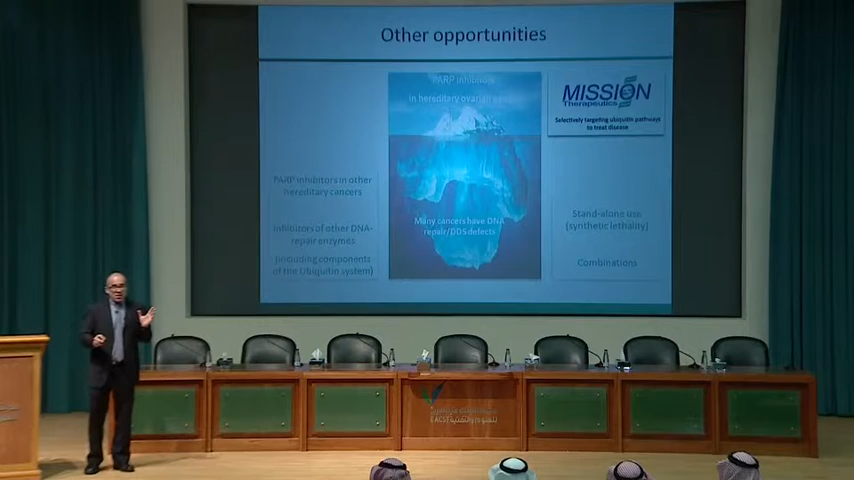 Other opportunities
PARP inhibitors
in hereditary ovarian
MISSION
Therapeutics
Selectively targeting ubiquitin pathways
to treat disease
PARP inhibitors in other
hereditary cancers
Inhibitors of other DNA-
repair enzymes
(including components
of the Ubiquitin system)
Many cancers have DNA
repair/DDS defects
Stand-alone use
(synthetic lethality)
Combinations
KACST